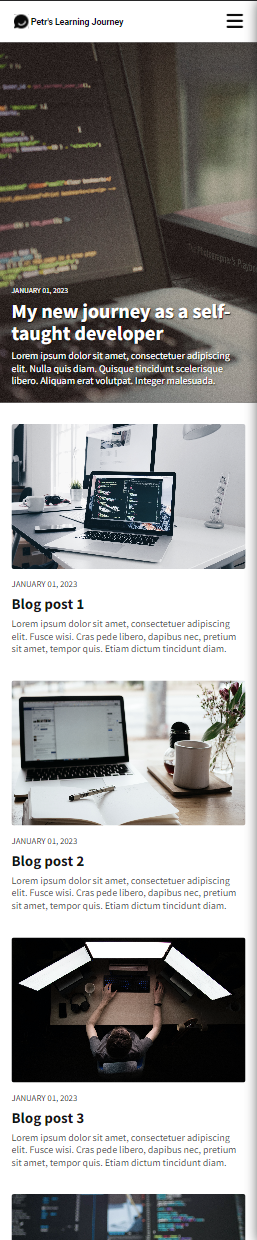 Petr's Learning Journey
JANUARY 01, 2023
My new journey as a self-
taught developer
Lorem ipsum dolor sit amet, consectetuer adipiscing
elit. Nulla quis diam. Quisque tincidunt scelerisque
libero. Aliquam erat volutpat. Integer malesuada.
JANUARY 01, 2023
Blog post 1
Lorem ipsum dolor sit amet, consectetuer adipiscing
elit. Fusce wisi. Cras pede libero, dapibus nec, pretium
sit amet, tempor quis. Etiam dictum tincidunt diam.
JANUARY 01, 2023
Blog post 2
Lorem ipsum dolor sit amet, consectetuer adipiscing
elit. Fusce wisi. Cras pede libero, dapibus nec, pretium
sit amet, tempor quis. Etiam dictum tincidunt diam.
JANUARY 01, 2023
Blog post 3
Lorem ipsum dolor sit amet, consectetuer adipiscing
elit. Fusce wisi. Cras pede libero, dapibus nec, pretium
sit amet, tempor quis. Etiam dictum tincidunt diam.